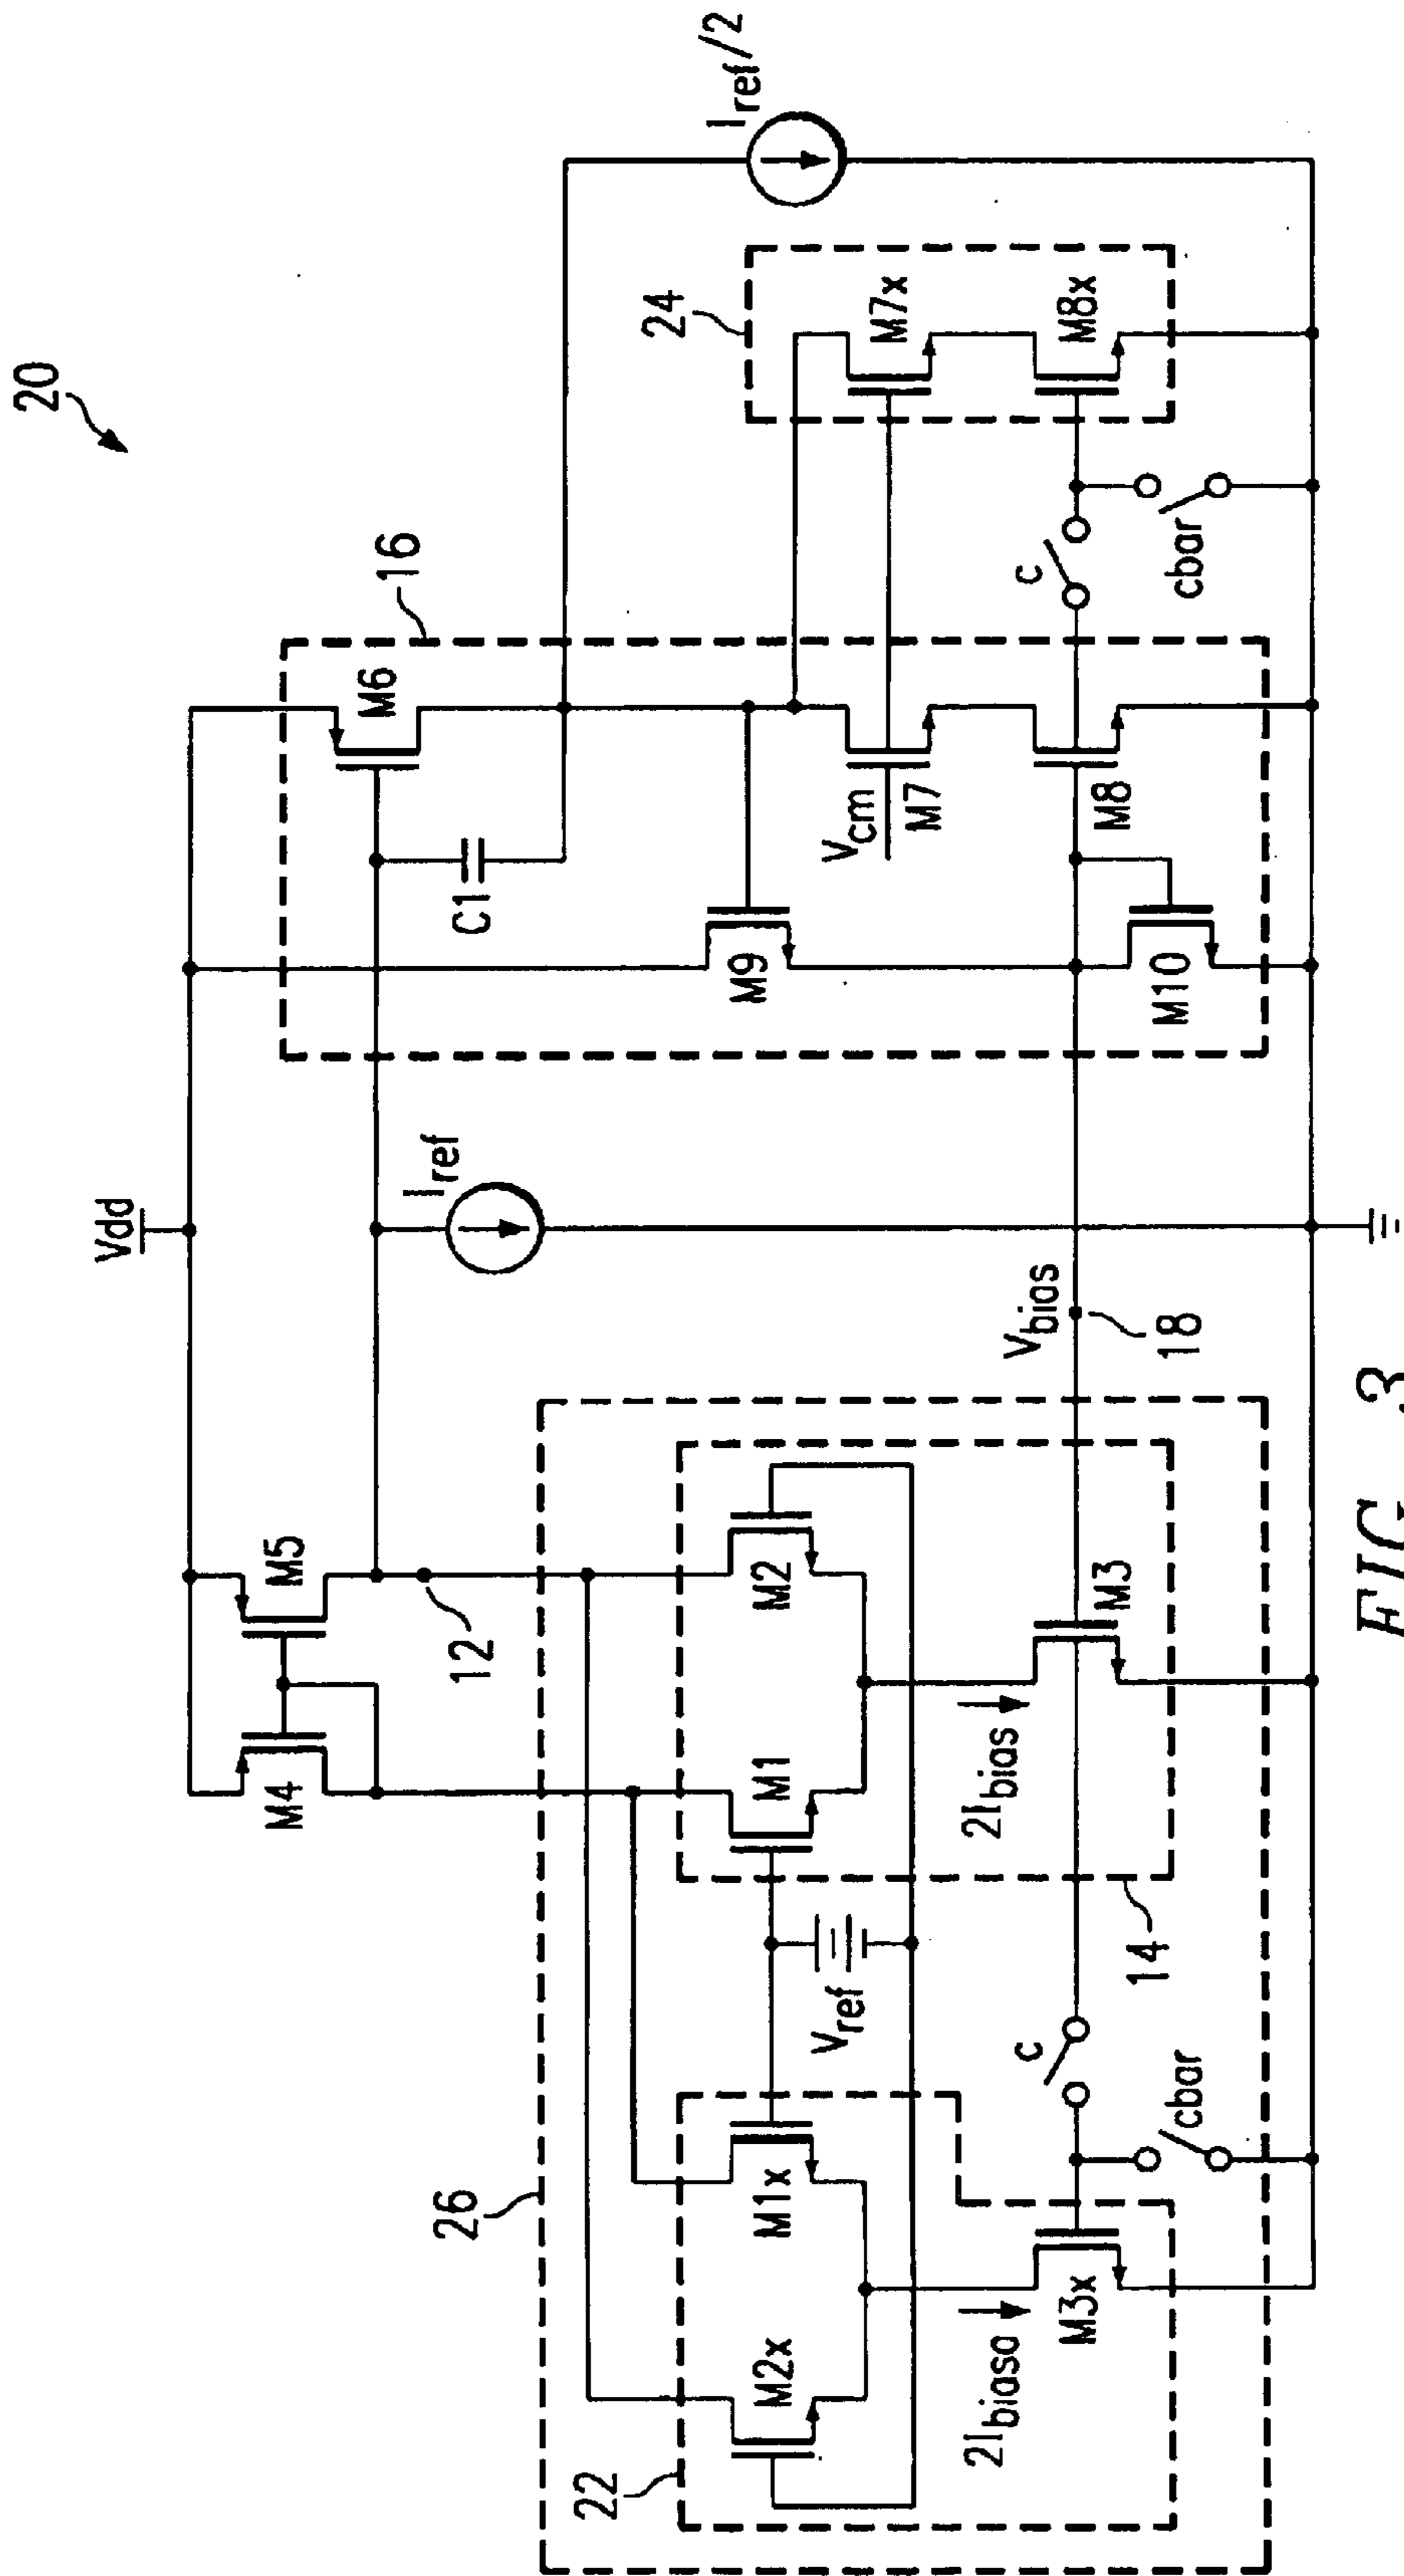 20
Vdd
16
M4
M5
M6
12
I_ref
C1
I_ref/2
26
24
22
M2x
M1x
M1
M2
M9
V_cm
M7
M7x
V_ref
18
V_bias
2I_biasa
2I_bias
M3x
M3
c
cbar
14
M10
M8
c
cbar
M8x
FIG. 3